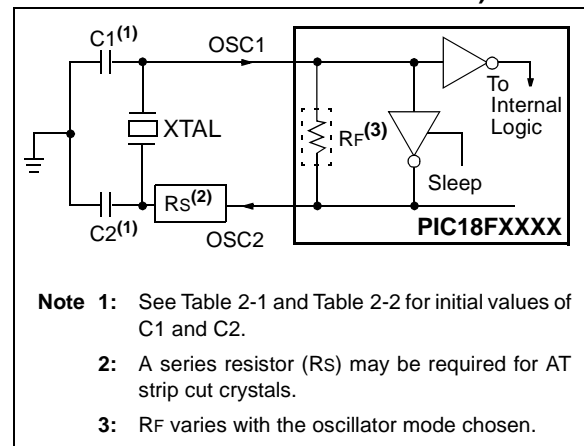 C1(1)
OSC1
To
Internal
Logic
XTAL
RF(3)
Sleep
C2(1)
RS(2)
OSC2
PIC18FXXXX
Note 1: See Table 2-1 and Table 2-2 for initial values of
C1 and C2.
2: A series resistor (RS) may be required for AT
strip cut crystals.
3: RF varies with the oscillator mode chosen.